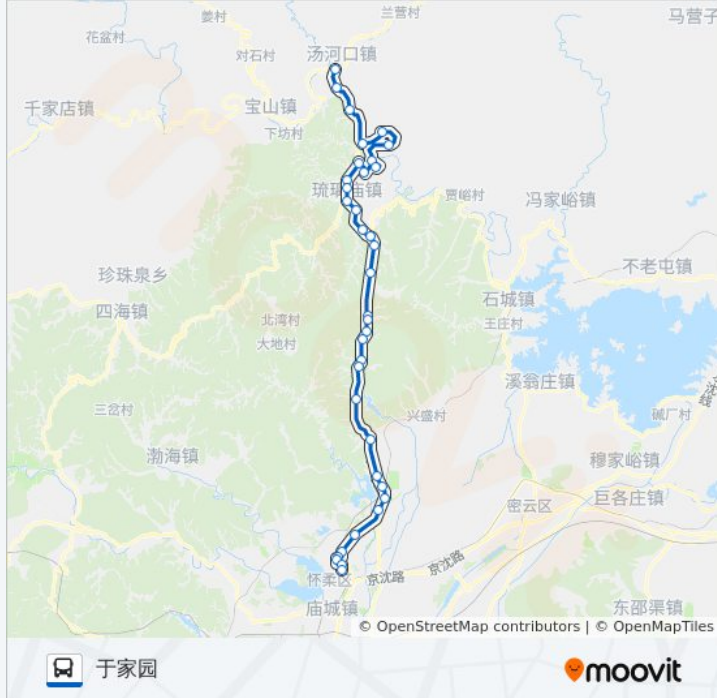 姜村
兰营村
马营子
花盆村
对石村
汤河口镇
千家店镇
宝山镇
下坊村
琉璃庙镇
贾峪村
冯家峪镇
珍珠泉乡
不老屯镇
四海镇
石城镇
北湾村
王庄村
大地村
溪翁庄镇
沈线
三岔村
兴盛村
碱厂村
渤海镇
穆家峪镇
密云区
巨各庄镇
怀柔区
京沈路
京沈路
庙城镇
东邵渠镇
© OpenStreetMap contributors | © OpenMapTiles
于家园
moovit